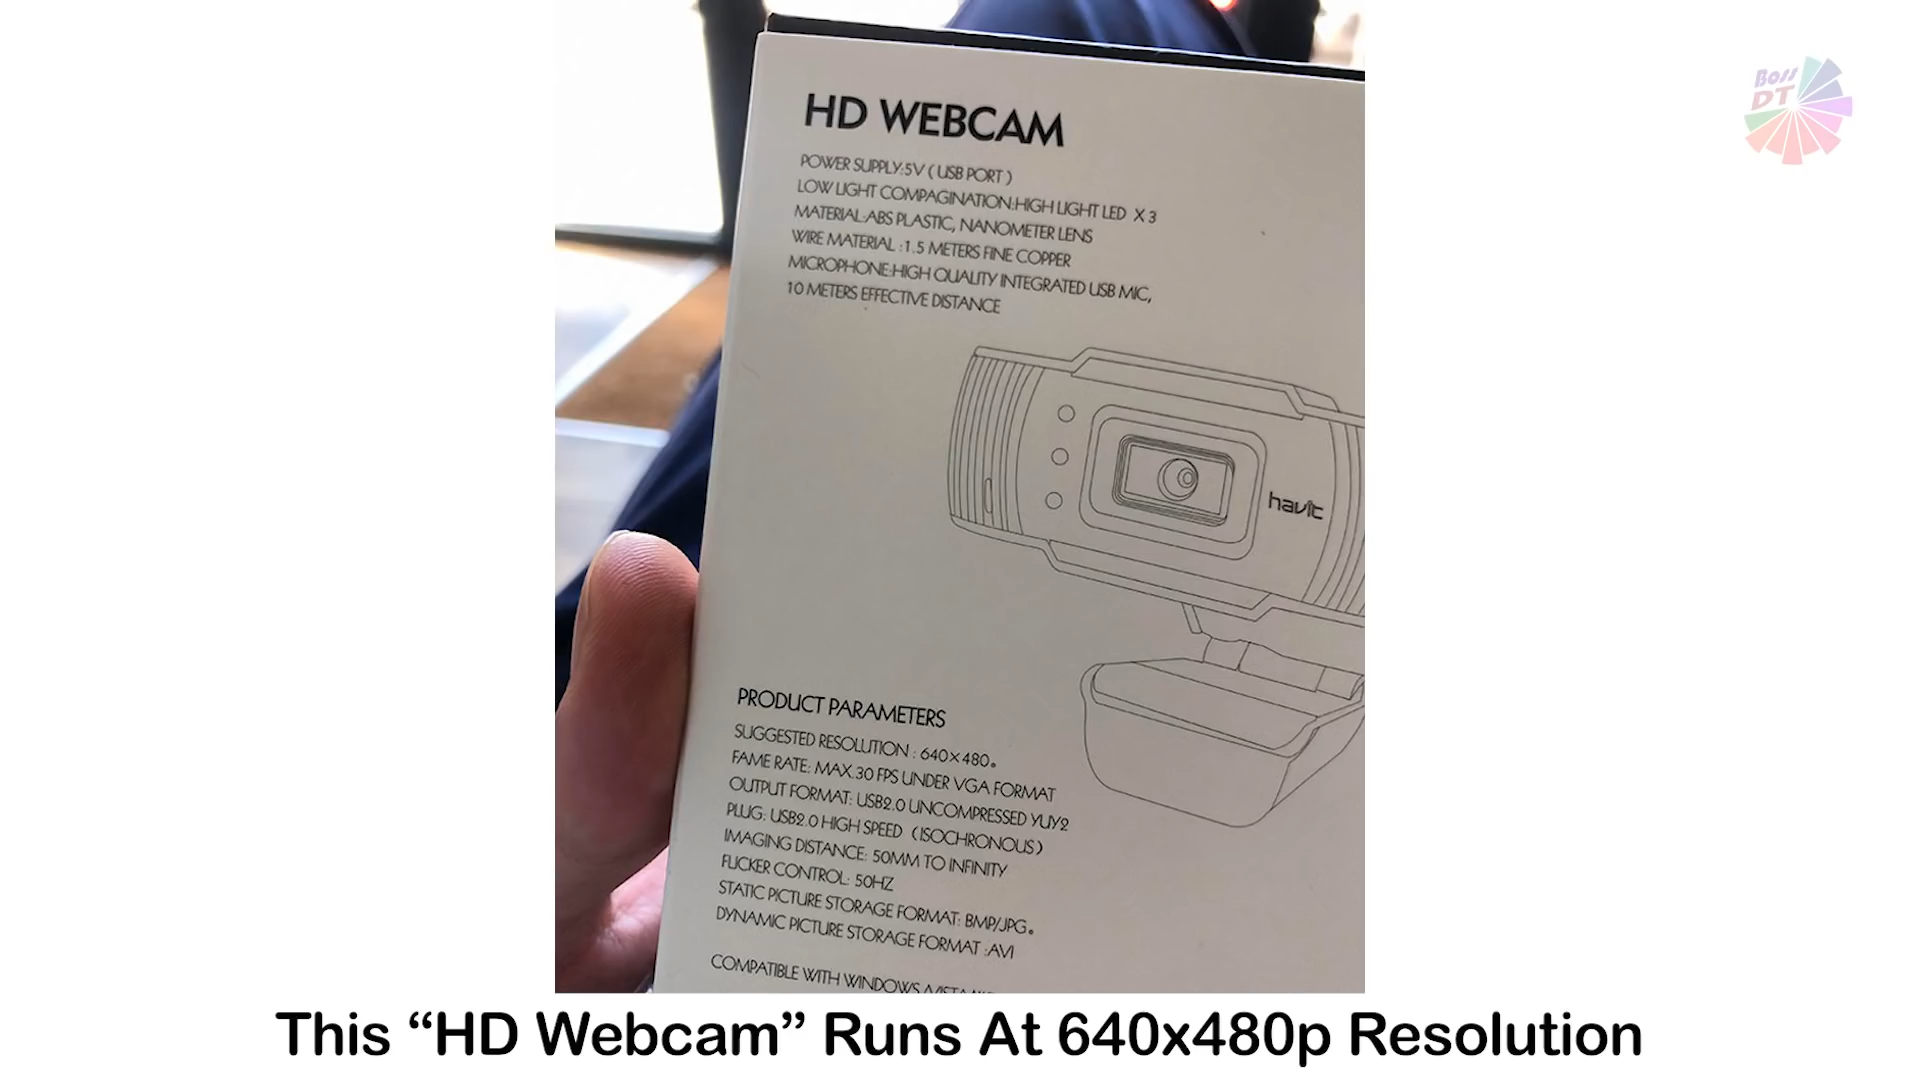 Boss
DT
HD WEBCAM
POWER SUPPLY:5V ( USB PORT )
LOW LIGHT COMPAGINATION:HIGH LIGHT LED X 3
MATERIAL:ABS PLASTIC, NANOMETER LENS
WIRE MATERIAL :1.5 METERS FINE COPPER
MICROPHONE:HIGH QUALITY INTEGRATED USB MIC,
10 METERS EFFECTIVE DISTANCE
havit
PRODUCT PARAMETERS
SUGGESTED RESOLUTION : 640×480。
FAME RATE: MAX.30 FPS UNDER VGA FORMAT
OUTPUT FORMAT: USB2.0 UNCOMPRESSED YUY2
PLUG: USB2.0 HIGH SPEED (ISOCHRONOUS)
IMAGING DISTANCE: 50MM TO INFINITY
FLICKER CONTROL: 50HZ
STATIC PICTURE STORAGE FORMAT: BMP/JPG。
DYNAMIC PICTURE STORAGE FORMAT :AVI
COMPATIBLE WITH WINDOWS
This “HD Webcam” Runs At 640x480p Resolution